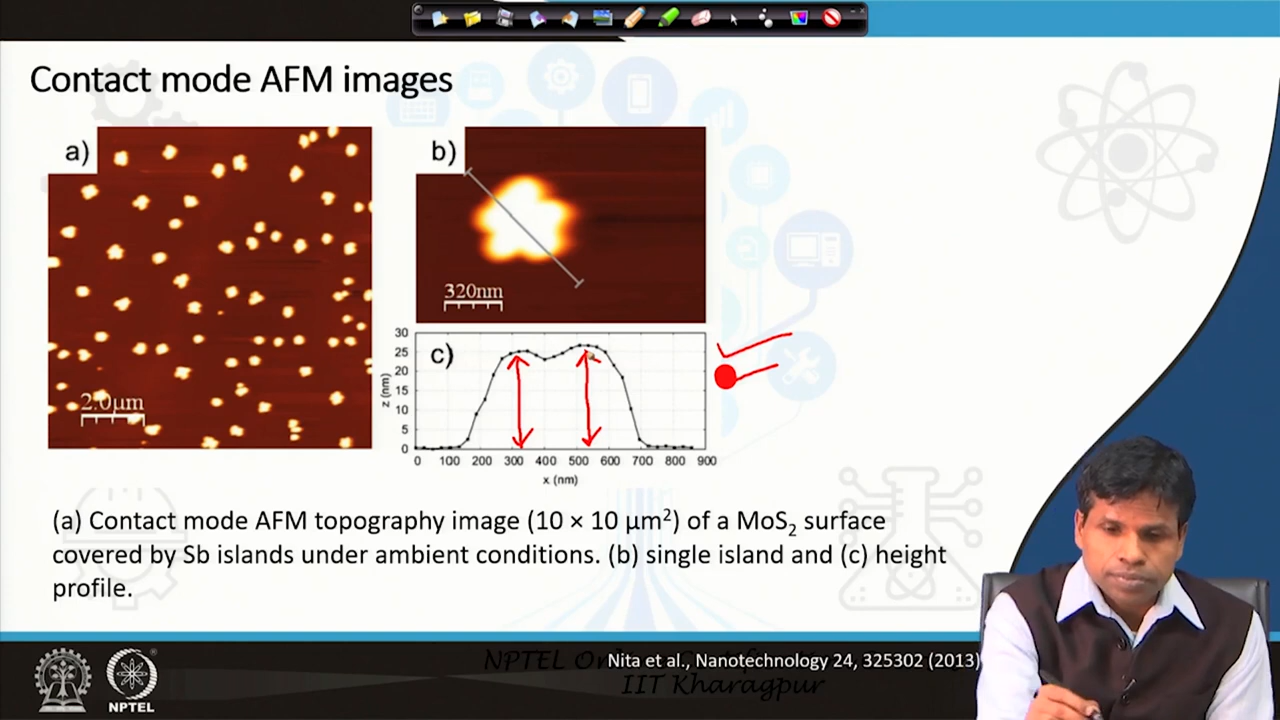 Contact mode AFM images
a)
2.0μm
b)
320nm
c)
z (nm)
30
25
20
15
10
5
0
0 100 200 300 400 500 600 700 800 900
x (nm)
(a) Contact mode AFM topography image (10 × 10 μm²) of a MoS₂ surface
covered by Sb islands under ambient conditions. (b) single island and (c) height
profile.
NPTEL
NPTEL
Nita et al., Nanotechnology 24, 325302 (2013)
IIT Kharagpur